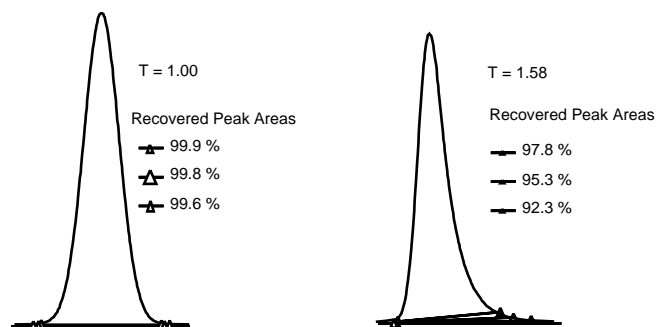 T = 1.00
Recovered Peak Areas
99.9 %
99.8 %
99.6 %
T = 1.58
Recovered Peak Areas
97.8 %
95.3 %
92.3 %